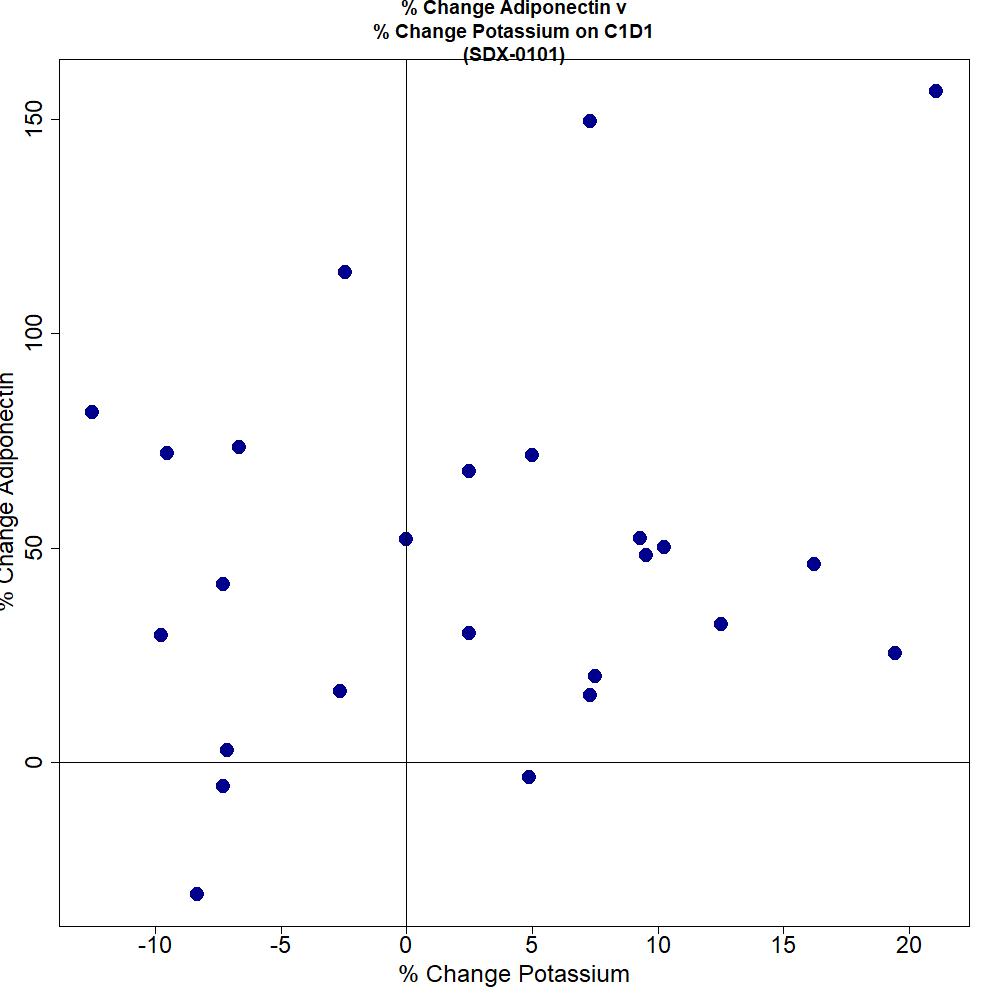 % Change Adiponectin v
% Change Potassium on C1D1
(SDX-0101)
% Change Adiponectin
150
100
50
0
-10
-5
0
5
10
15
20
% Change Potassium